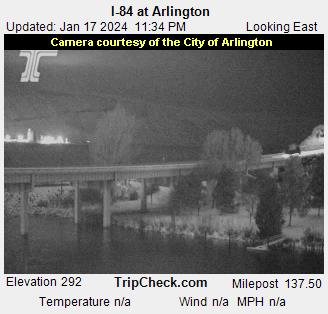 I-84 at Arlington
Updated: Jan 17 2024 11:34 PM Looking East
Camera courtesy of the City of Arlington
Elevation 292 TripCheck.com Milepost 137.50
Temperature n/a Wind n/a MPH n/a